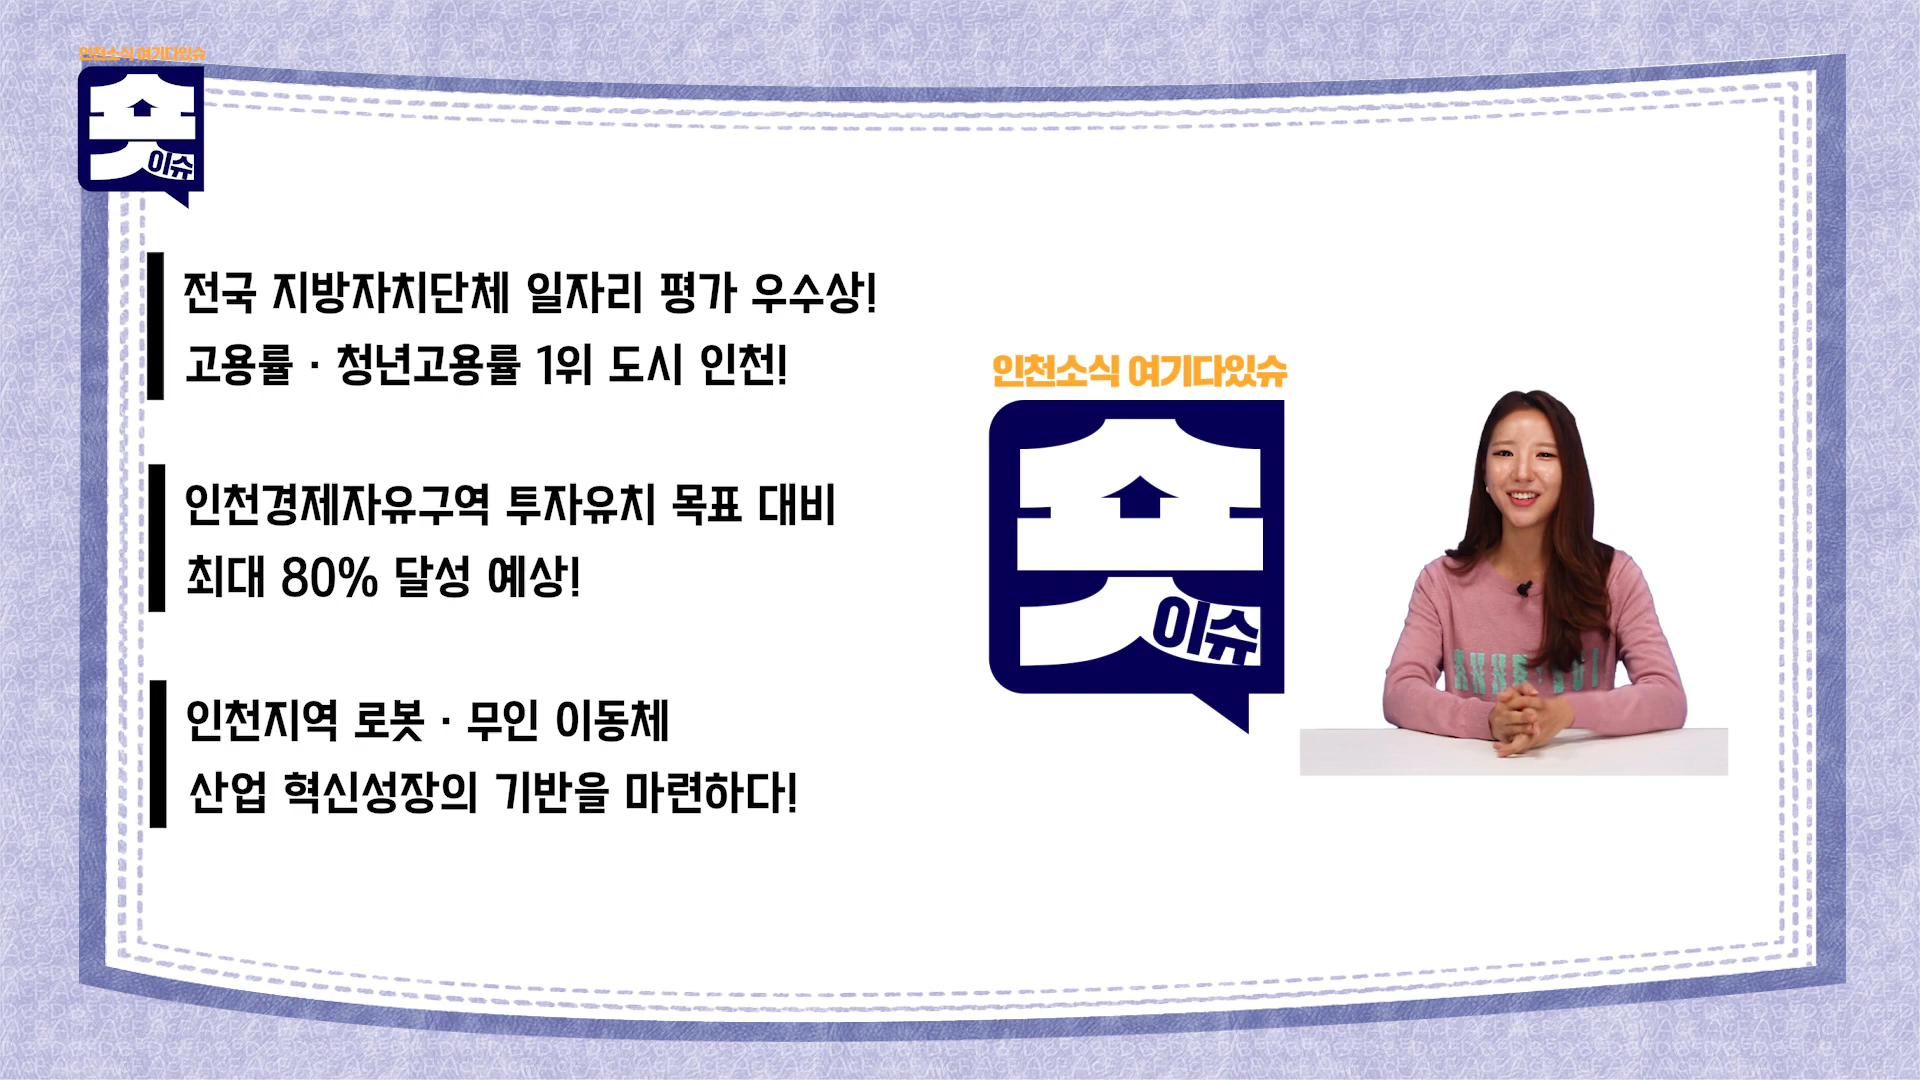 인천소식 여기다있슈
이슈
전국 지방자치단체 일자리 평가 우수상!
고용률 · 청년고용률 1위 도시 인천!
인천경제자유구역 투자유치 목표 대비
최대 80% 달성 예상!
인천지역 로봇 · 무인 이동체
산업 혁신성장의 기반을 마련하다!
인천소식 여기다있슈
이슈